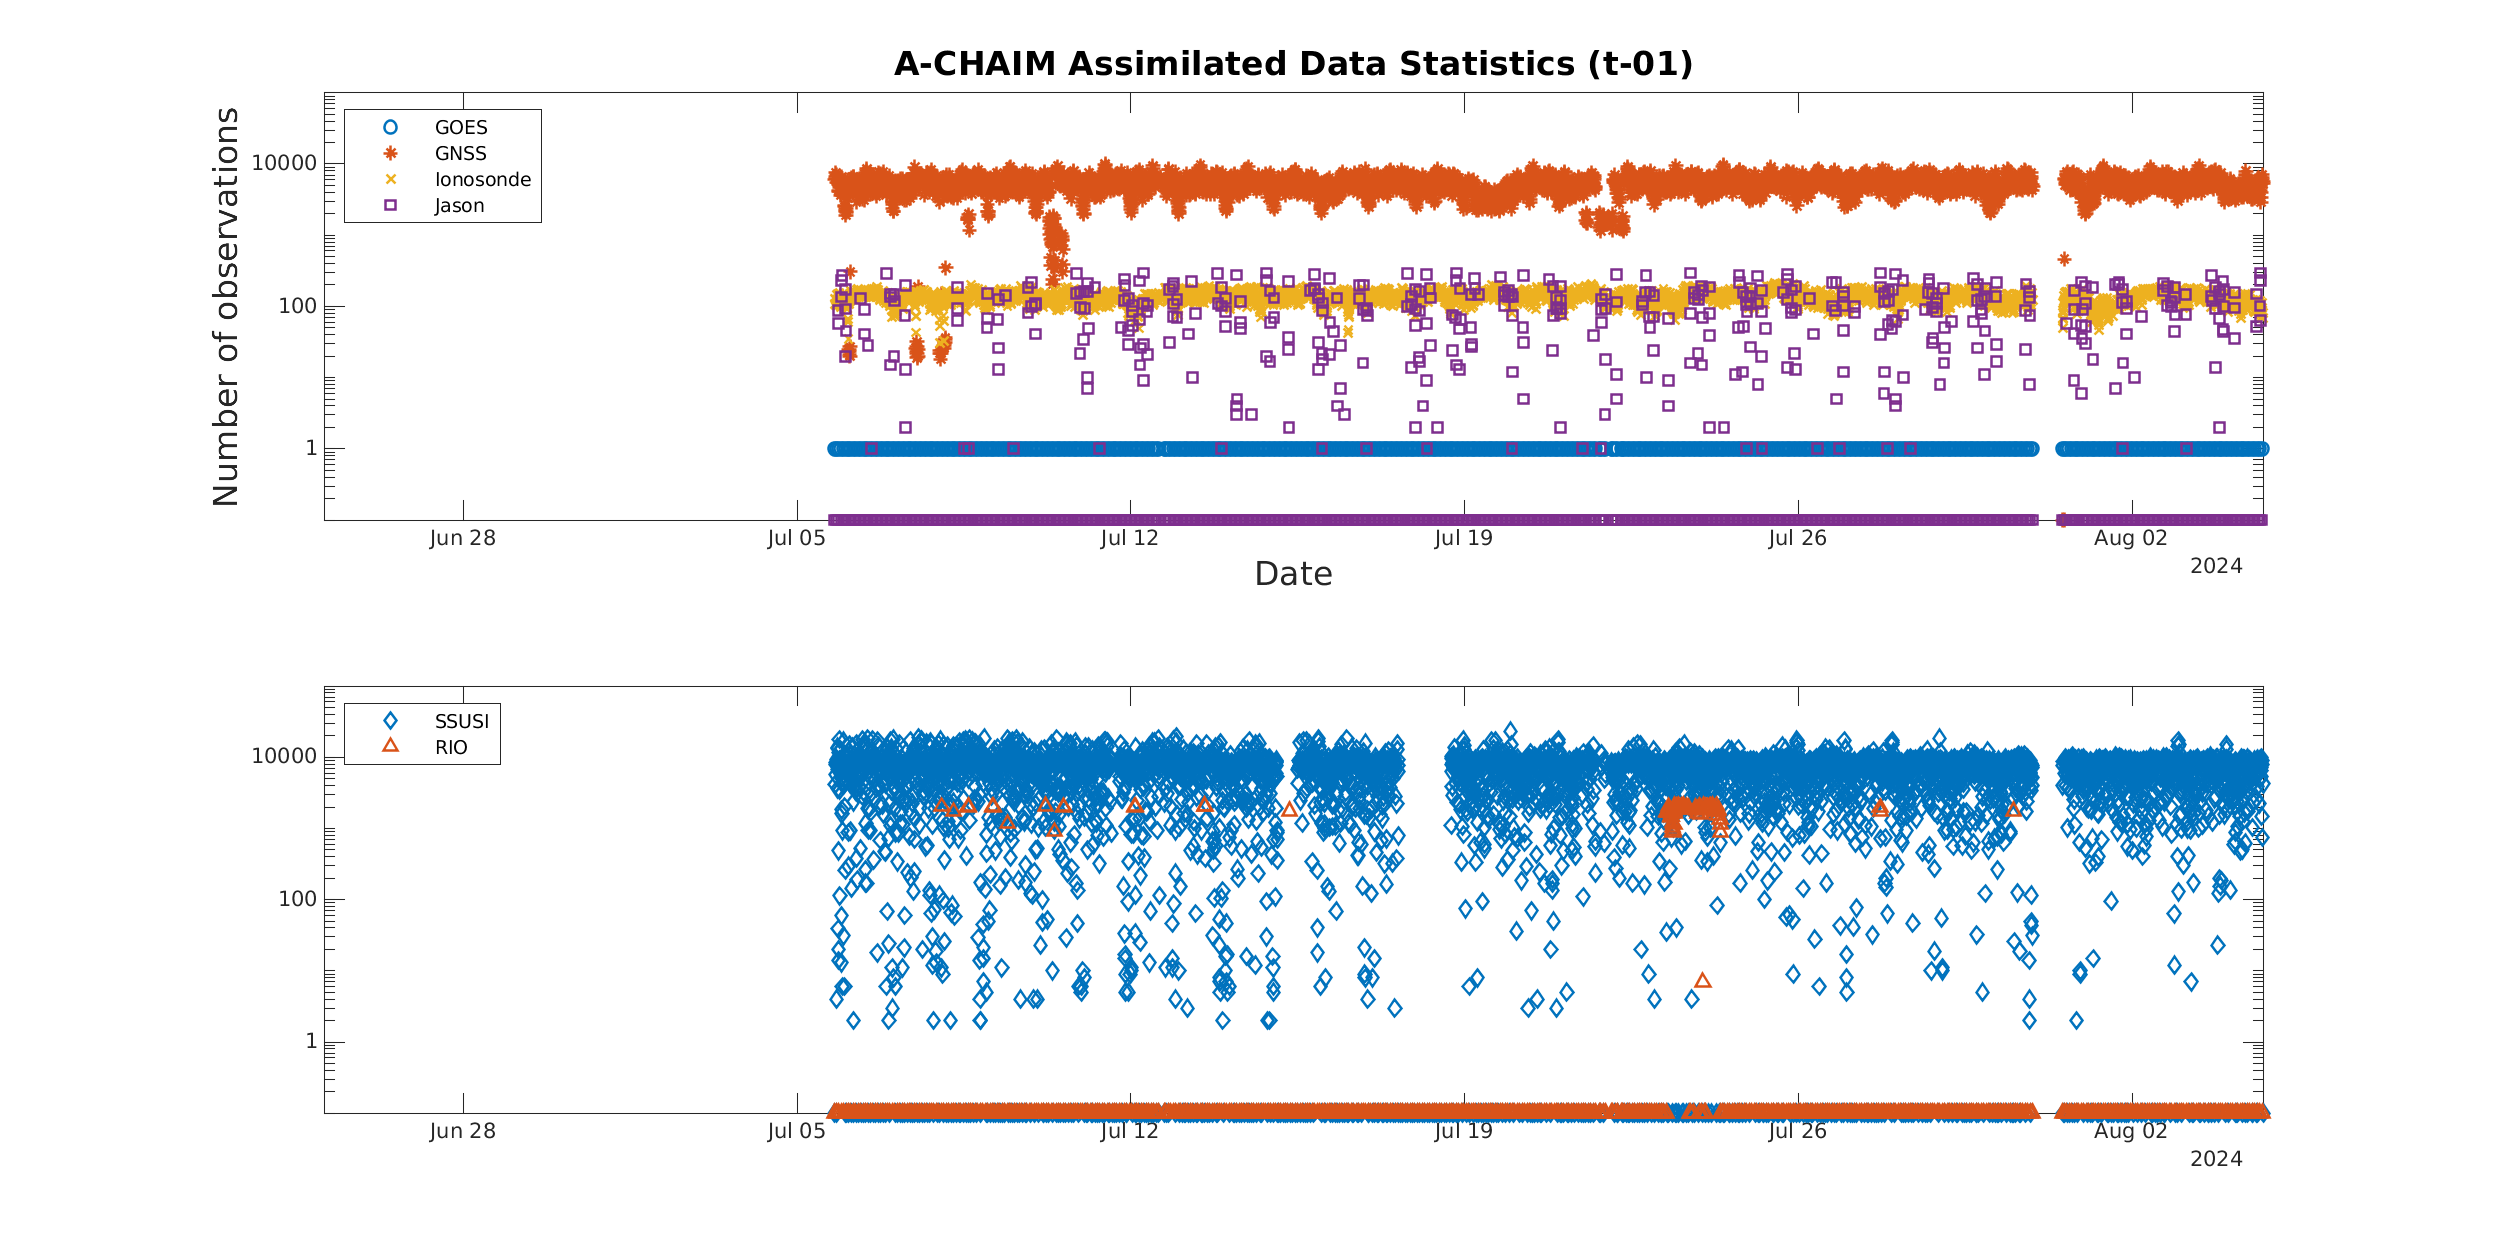 A-CHAIM Assimilated Data Statistics (t-01)
Number of observations
10000
100
1
GOES
GNSS
Ionosonde
Jason
Jun 28
Jul 05
Jul 12
Jul 19
Jul 26
Aug 02
2024
Date
10000
100
1
SSUSI
RIO
Jun 28
Jul 05
Jul 12
Jul 19
Jul 26
Aug 02
2024